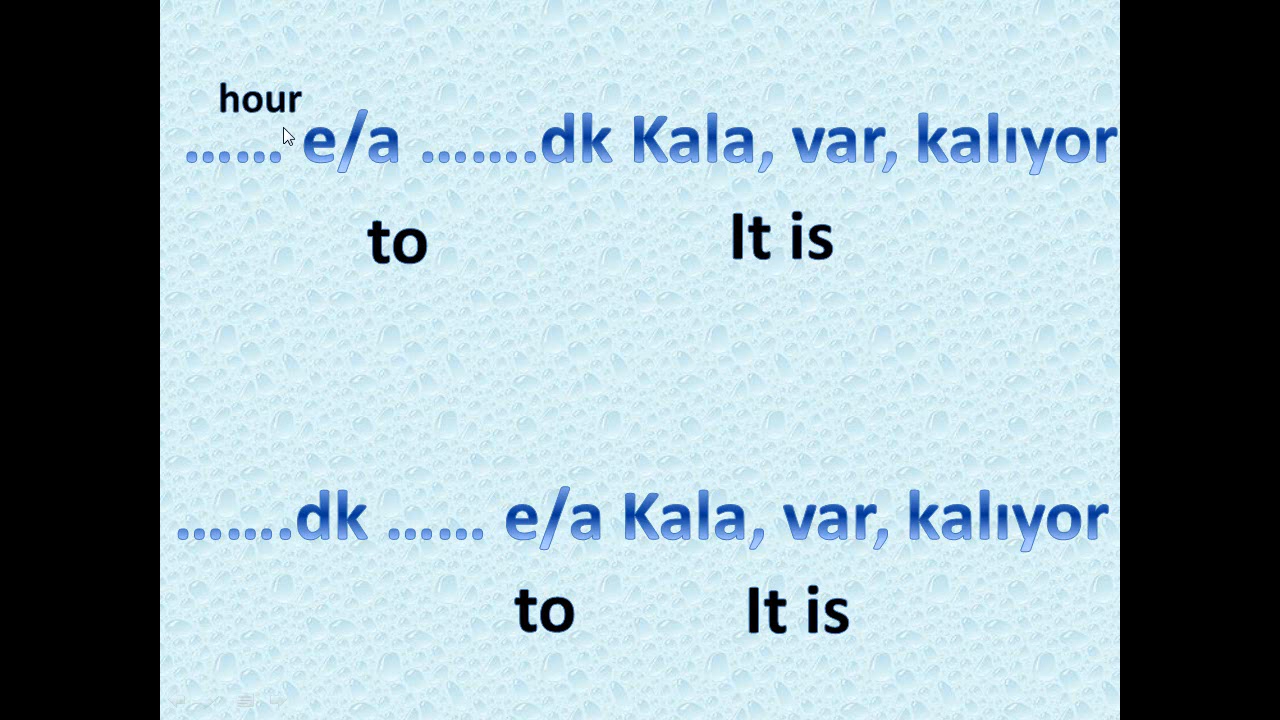 hour
…… e/a …….dk Kala, var, kalıyor
to It is
…….dk …… e/a Kala, var, kalıyor
to It is